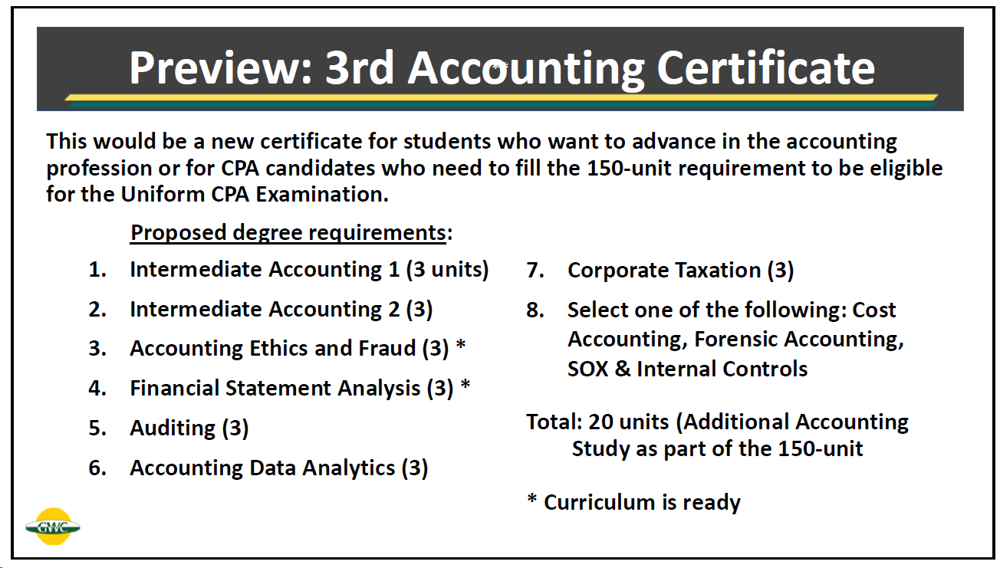 Preview: 3rd Accounting Certificate
* *
This would be a new certificate for students who want to advance in the accounting
profession or for CPA candidates who need to fill the 150-unit requirement to be eligible
for the Uniform CPA Examination.
Proposed degree requirements:
1. Intermediate Accounting 1 (3 units)
2. Intermediate Accounting 2 (3)
3. Accounting Ethics and Fraud (3) *
4. Financial Statement Analysis (3) *
5. Auditing (3)
6. Accounting Data Analytics (3)
7. Corporate Taxation (3)
8. Select one of the following: Cost
Accounting, Forensic Accounting,
SOX & Internal Controls
Total: 20 units (Additional Accounting
Study as part of the 150-unit
* Curriculum is ready
GWC